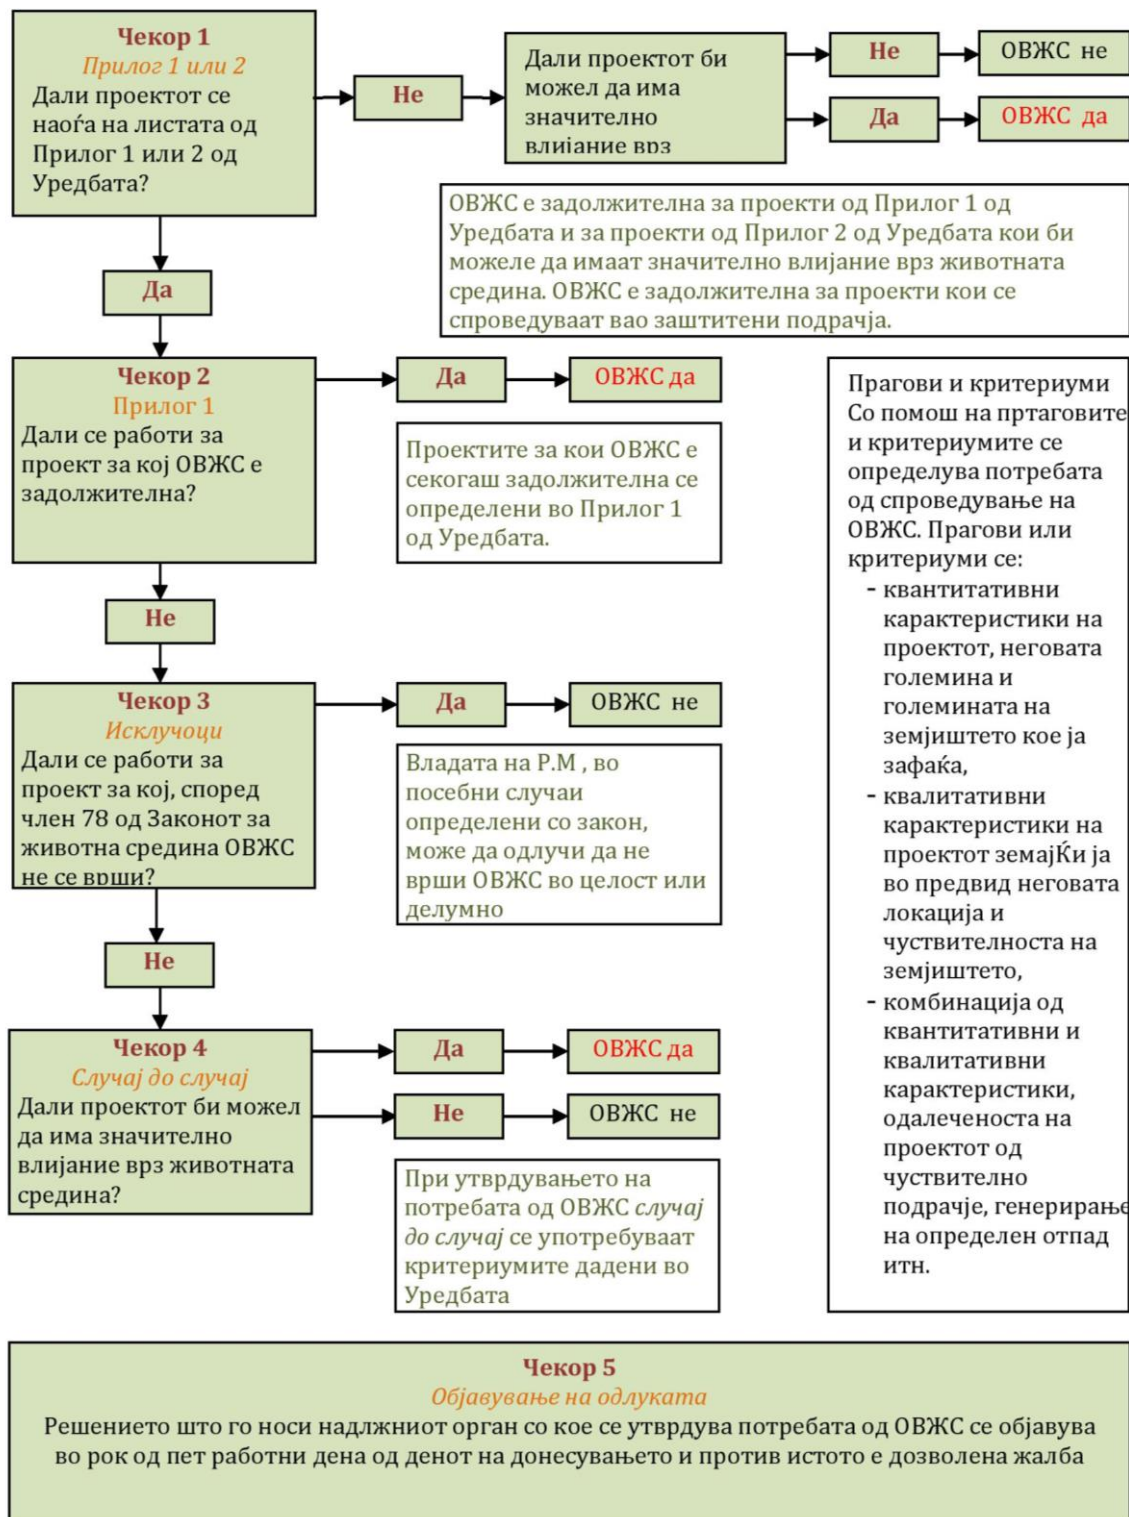 Чекор 1
Прилог 1 или 2
Дали проектот се
наоѓа на листата од
Прилог 1 или 2 од
Уредбата?
Не
Дали проектот би
можел да има
значително
влијание врз
Не
ОВЖС не
Да
ОВЖС да
ОВЖС е задолжителна за проекти од Прилог 1 од
Уредбата и за проекти од Прилог 2 од Уредбата кои би
можеле да имаат значително влијание врз животната
средина. ОВЖС е задолжителна за проекти кои се
спроведуваат вао заштитени подрачја.
Да
Чекор 2
Прилог 1
Дали се работи за
проект за кој ОВЖС е
задолжителна?
Да
ОВЖС да
Проектите за кои ОВЖС е
секогаш задолжителна се
определени во Прилог 1
од Уредбата.
Не
Чекор 3
Исклучоци
Дали се работи за
проект за кој, според
член 78 од Законот за
животна средина ОВЖС
не се врши?
Да
ОВЖС не
Владата на Р.М , во
посебни случаи
определени со закон,
може да одлучи да не
врши ОВЖС во целост или
делумно
Не
Чекор 4
Случај до случај
Дали проектот би можел
да има значително
влијание врз животната
средина?
Да
ОВЖС да
Не
ОВЖС не
При утврдувањето на
потребата од ОВЖС случај
до случај се употребуваат
критериумите дадени во
Уредбата
Прагови и критериуми
Со помош на пртаговите
и критериумите се
определува потребата
од спроведување на
ОВЖС. Прагови или
критериуми се:
- квантитативни
карактеристики на
проектот, неговата
големина и
големината на
земјиштето кое ја
зафаќа,
- квалитативни
карактеристики на
проектот земајЌи ја
во предвид неговата
локација и
чуствителноста на
земјиштето,
- комбинација од
квантитативни и
квалитативни
карактеристики,
одалеченоста на
проектот од
чуствително
подрачје, генерирање
на определен отпад
итн.
Чекор 5
Објавување на одлуката
Решението што го носи надлжниот орган со кое се утврдува потребата од ОВЖС се објавува
во рок од пет работни дена од денот на донесувањето и против истото е дозволена жалба